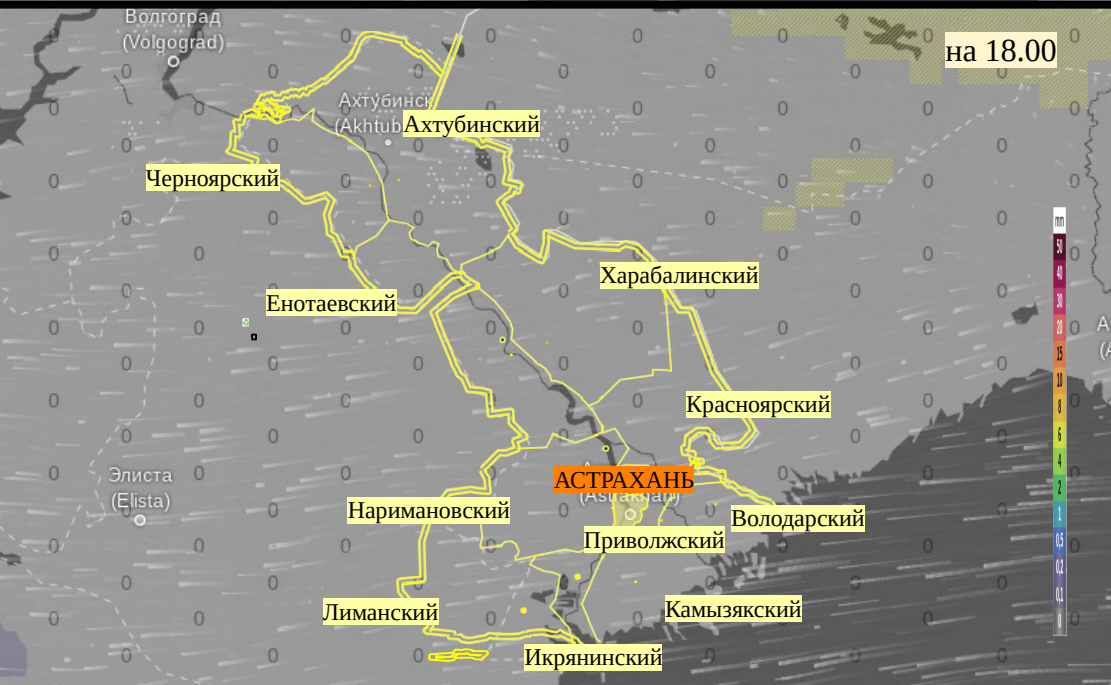 Волгоград
(Volgograd)
на 18.00
Ахтубинск
(Akhtub
Ахтубинский
Черноярский
mm
50
40
30
20
15
10
8
6
4
2
1
0,5
0,2
0,1
0
Харабалинский
Енотаевский
Красноярский
Элиста
(Elista)
АСТРАХАНЬ
(Astrakhan)
Наримановский
Володарский
Приволжский
Лиманский
Камызякский
Икрянинский